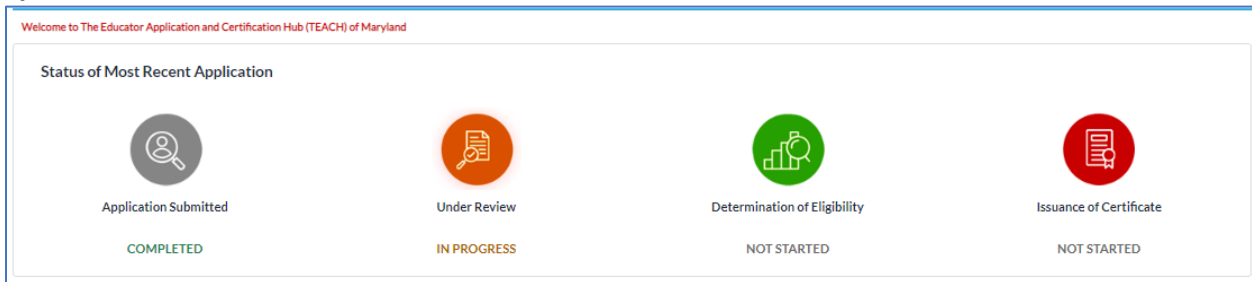 Welcome to The Educator Application and Certification Hub (TEACH) of Maryland
Status of Most Recent Application
Application Submitted
Under Review
Determination of Eligibility
Issuance of Certificate
COMPLETED
IN PROGRESS
NOT STARTED
NOT STARTED